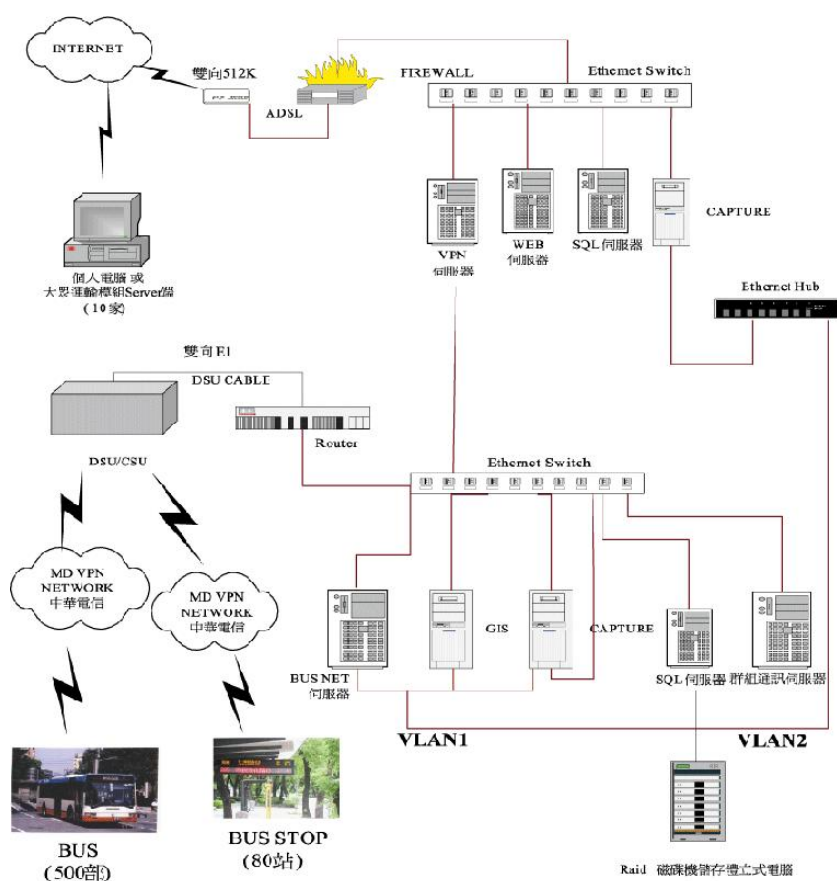 INTERNET
雙向512K
ADSL
FIREWALL
Ethernet Switch
VPN
伺服器
WEB
伺服器
SQL 伺服器
CAPTURE
Ethernet Hub
個人電腦 或
大眾運輸模組Server端
(10家)
雙向E1
DSU CABLE
Router
DSU/CSU
Ethernet Switch
MD VPN
NETWORK
中華電信
MD VPN
NETWORK
中華電信
BUS NET
伺服器
GIS
CAPTURE
SQL 伺服器
群組通訊伺服器
VLAN1
VLAN2
BUS
(500部)
BUS STOP
(80站)
Raid 磁碟機儲存櫃立式電腦